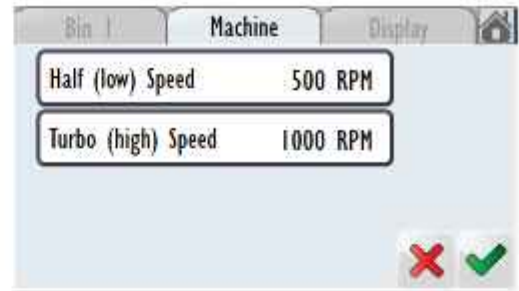 Bin 1 Machine Display
Half (low) Speed 500 RPM
Turbo (high) Speed 1000 RPM